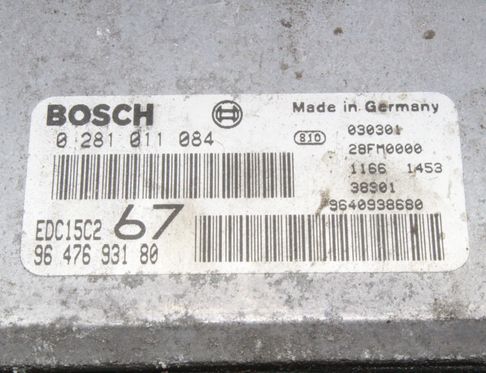 BOSCH
0 281 011 084
EDC15C2 67
96 476 931 80
Made in Germany
810 030301
28FM0000
1166 1453
38S01
9640938680